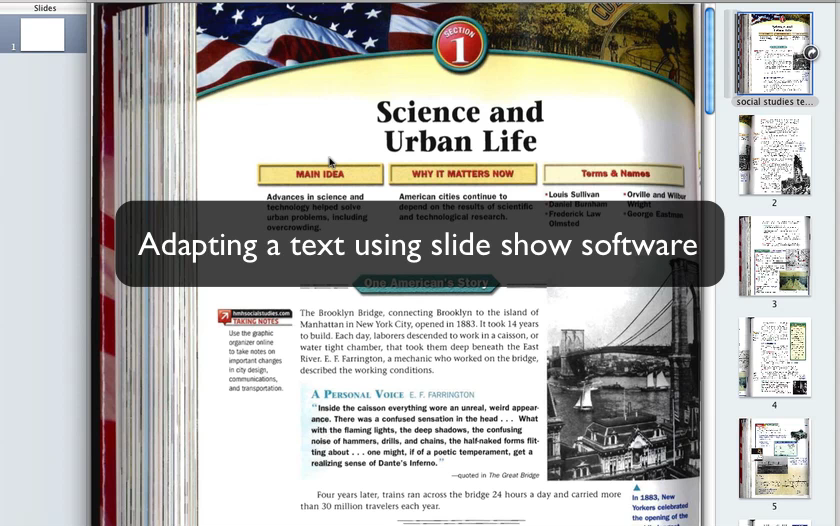 Slides
1
SECTION
1
Science and
Urban Life
MAIN IDEA
Advances in science and
technology helped solve
urban problems, including
overcrowding.
WHY IT MATTERS NOW
American cities continue to
depend on the results of scientific
and technological research.
Terms & Names
•Louis Sullivan
•Daniel Burnham
•Frederick Law
Olmsted
•Orville and Wilbur
Wright
•George Eastman
Adapting a text using slide show software
One American's Story
hmhsocialstudies.com
TAKING NOTES
Use the graphic
organizer online
to take notes on
important changes
in city design,
communications,
and transportation.
The Brooklyn Bridge, connecting Brooklyn to the island of
Manhattan in New York City, opened in 1883. It took 14 years
to build. Each day, laborers descended to work in a caisson, or
water tight chamber, that took them deep beneath the East
River. E. F. Farrington, a mechanic who worked on the bridge,
described the working conditions.
A PERSONAL VOICE E. F. FARRINGTON
"Inside the caisson everything wore an unreal, weird appear-
ance. There was a confused sensation in the head . . . What
with the flaming lights, the deep shadows, the confusing
noise of hammers, drills, and chains, the half-naked forms flit-
ting about . . . one might, if of a poetic temperament, get a
realizing sense of Dante's Inferno."
—quoted in The Great Bridge
Four years later, trains ran across the bridge 24 hours a day and carried more
than 30 million travelers each year.
In 1883, New
Yorkers celebrated
the opening of the
social studies te...
2
3
4
5